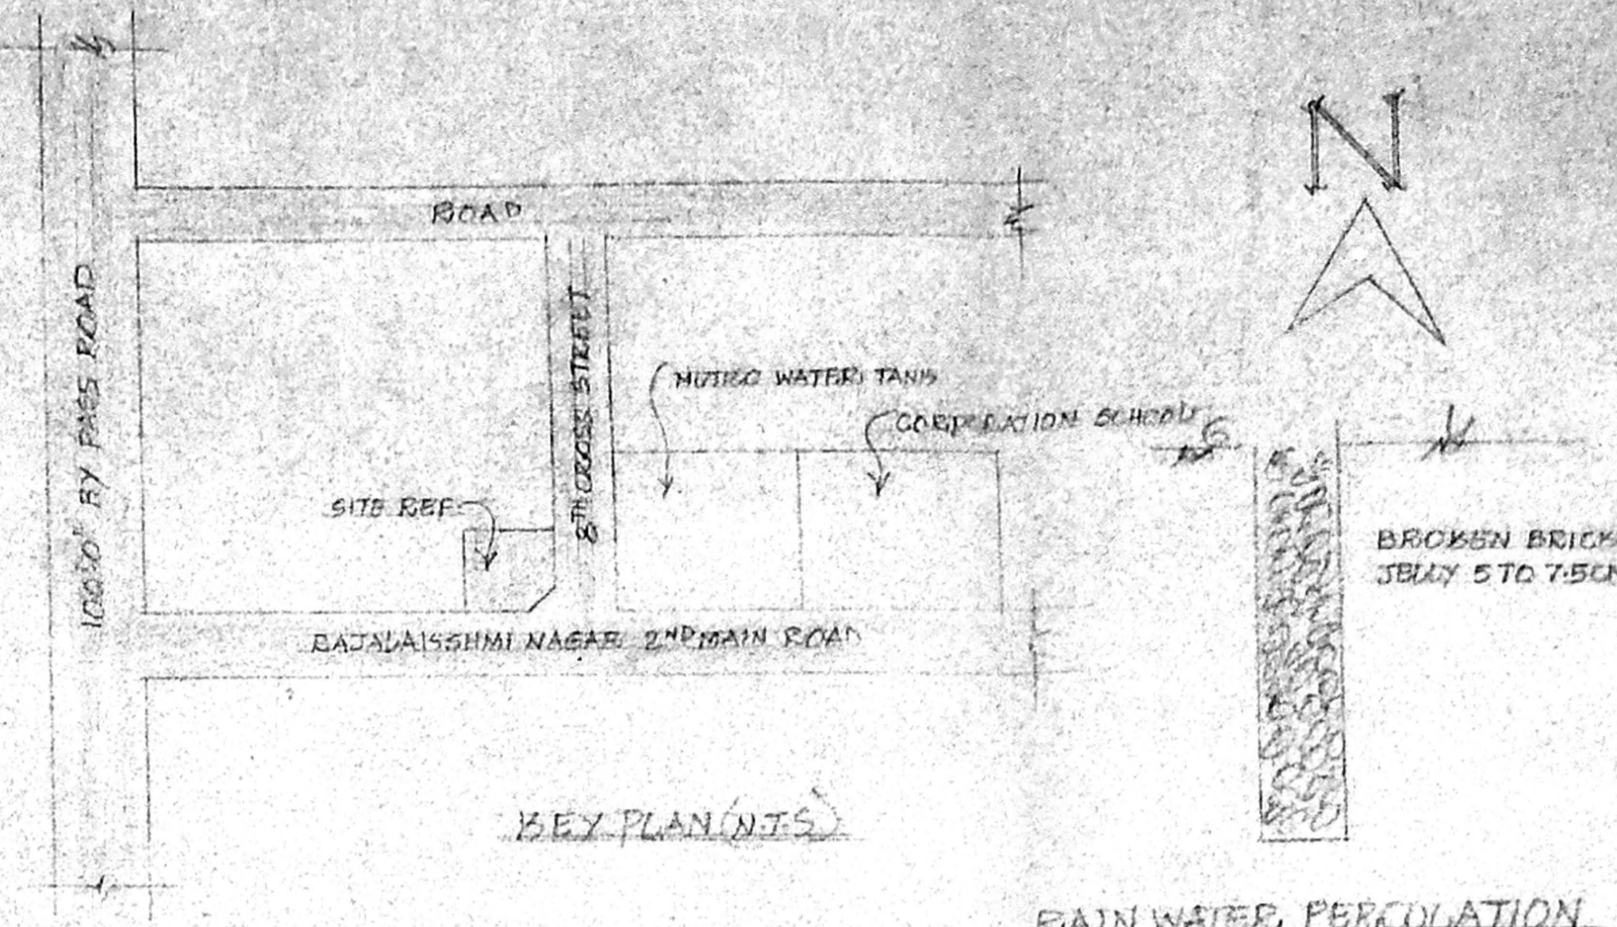 N
ROAD
100'-0" BY PASS ROAD
8TH CROSS STREET
WATER TANK
CORPORATION SCHOOL
SITE REF.
BROKEN BRICK
JELLY 5 TO 7.5CM
RAJALAKSHMI NAGAR 2ND MAIN ROAD
KEY PLAN (N.T.S)
RAIN WATER PERCOLATION